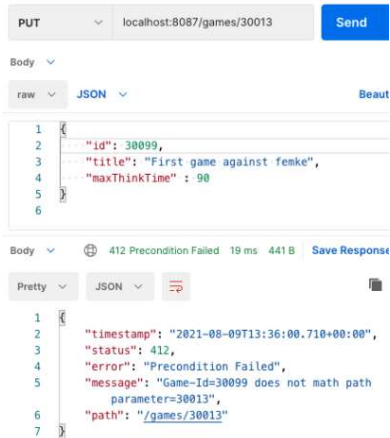 PUT localhost:8087/games/30013 Send
Body
raw JSON Beaut
1 {
2 "id": 30099,
3 "title": "First game against femke",
4 "maxThinkTime" : 90
5 }
6
Body 412 Precondition Failed 19 ms 441 B Save Response
Pretty JSON
1 {
2 "timestamp": "2021-08-09T13:36:00.710+00:00",
3 "status": 412,
4 "error": "Precondition Failed",
5 "message": "Game-Id=30099 does not math path
parameter=30013",
6 "path": "/games/30013"
7 }